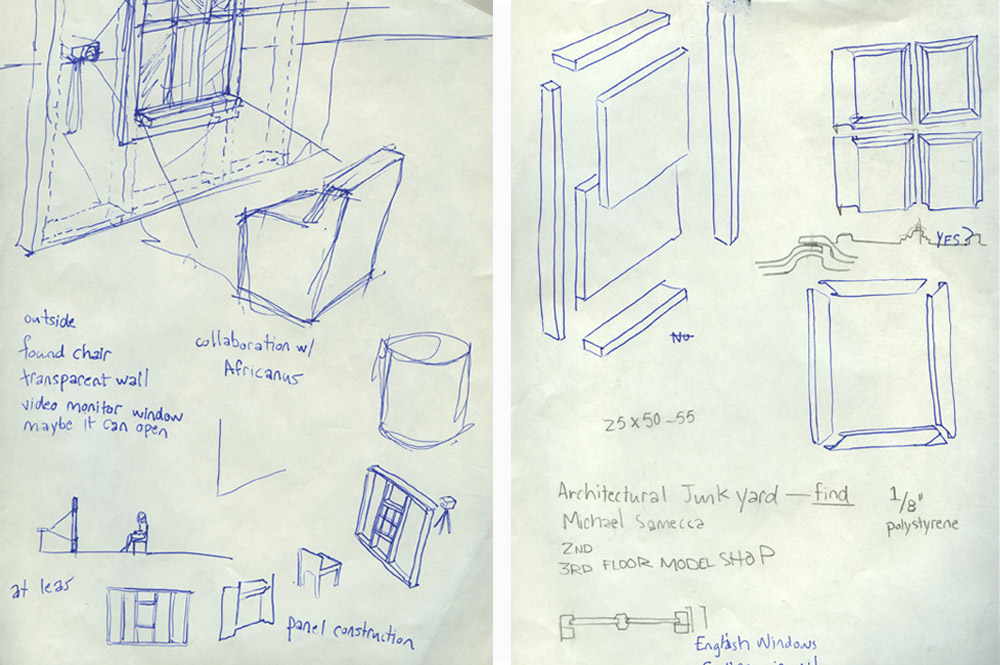 outside
found chair
transparent wall
video monitor window
maybe it can open
collaboration w/
Africanus
at leas
panel construction
YES?
No
25 x 50-55
Architectural Junk yard — find
Michael Samecca
2ND
3RD FLOOR MODEL SHOP
1/8"
polystyrene
English Windows